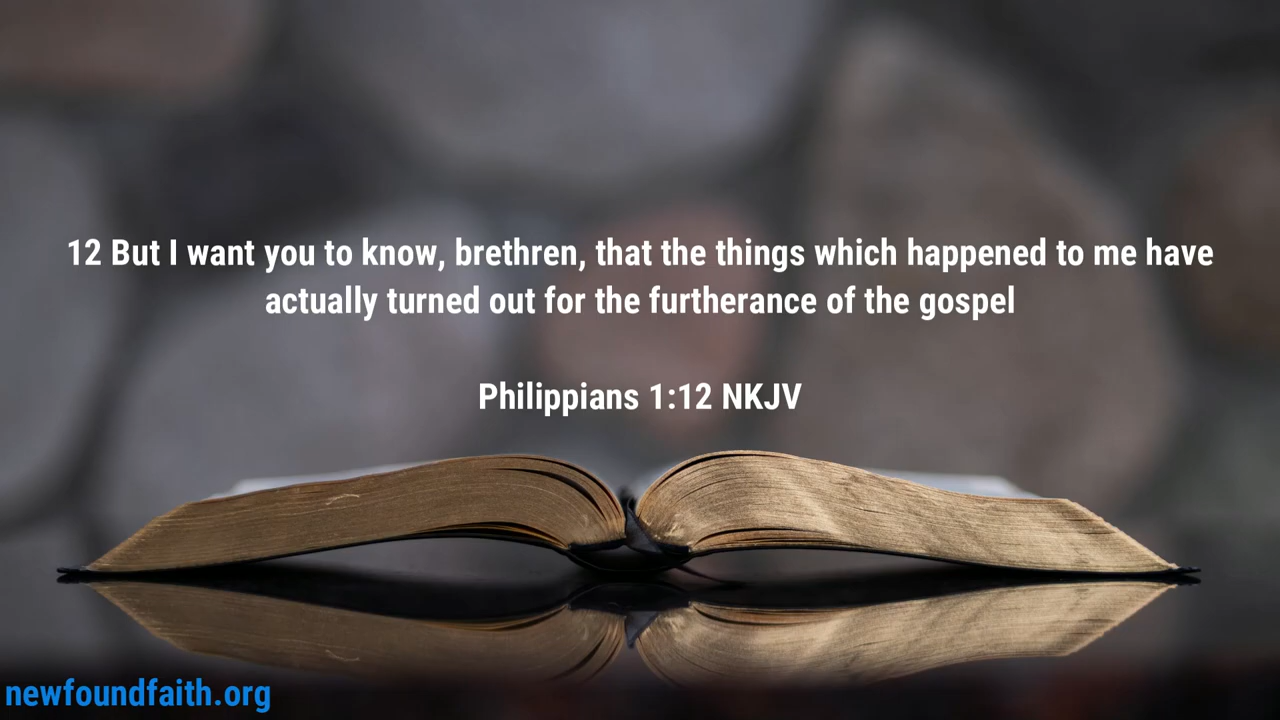 12 But I want you to know, brethren, that the things which happened to me have
actually turned out for the furtherance of the gospel
Philippians 1:12 NKJV
newfoundfaith.org